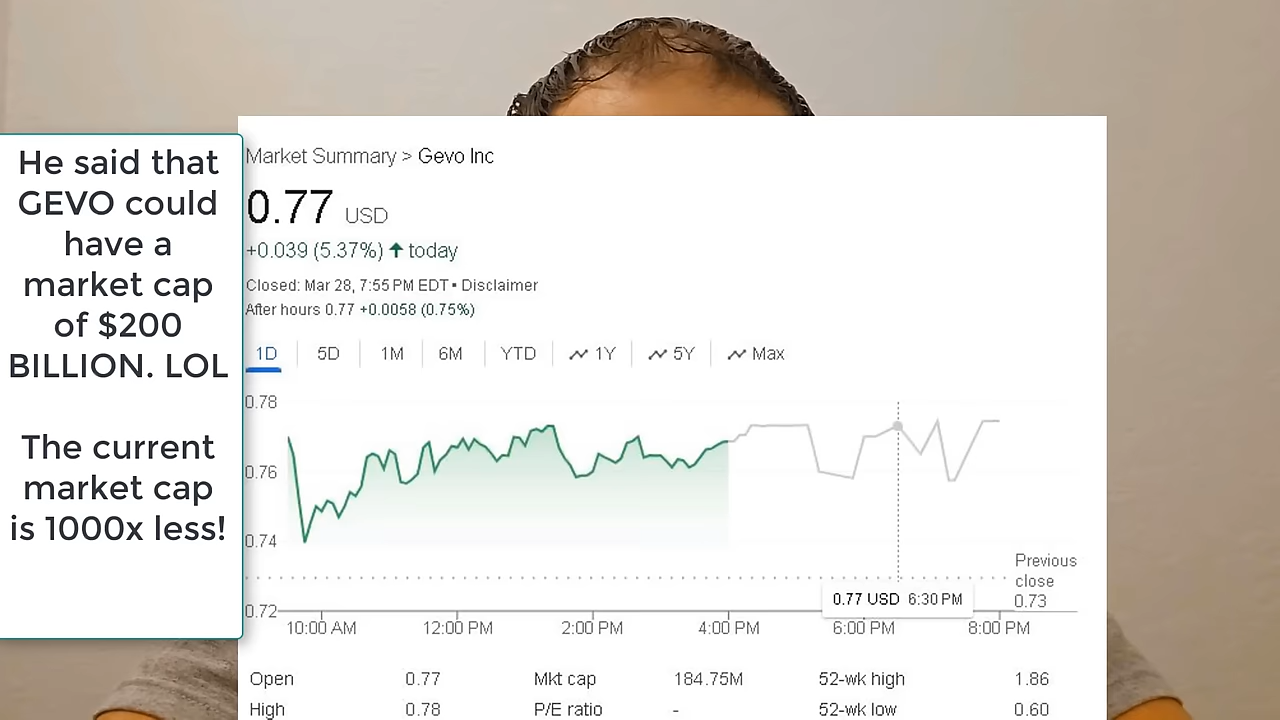 He said that
GEVO could
have a
market cap
of $200
BILLION. LOL
The current
market cap
is 1000x less!
Market Summary > Gevo Inc
0.77 USD
+0.039 (5.37%) ↑ today
Closed: Mar 28, 7:55 PM EDT • Disclaimer
After hours 0.77 +0.0058 (0.75%)
1D 5D 1M 6M YTD 1Y 5Y Max
0.78
0.76
0.74
0.72
Previous
close
0.73
0.77 USD 6:30 PM
10:00 AM 12:00 PM 2:00 PM 4:00 PM 6:00 PM 8:00 PM
Open 0.77 Mkt cap 184.75M 52-wk high 1.86
High 0.78 P/E ratio - 52-wk low 0.60